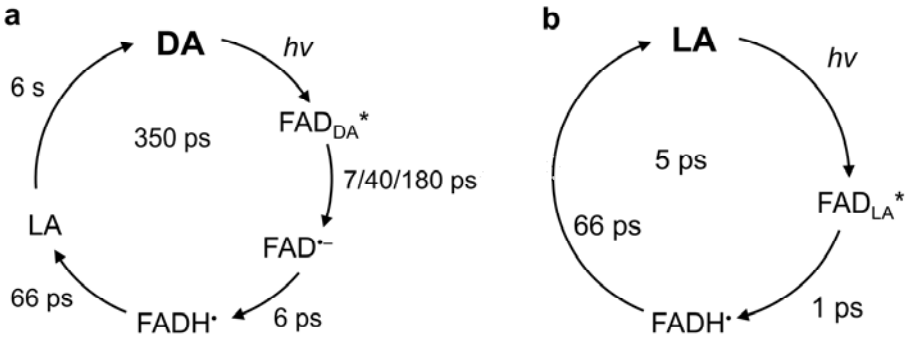 a
DA
hν
6 s
FAD_DA*
350 ps
7/40/180 ps
LA
FAD•–
66 ps
6 ps
FADH•
b
LA
hν
5 ps
FAD_LA*
66 ps
1 ps
FADH•